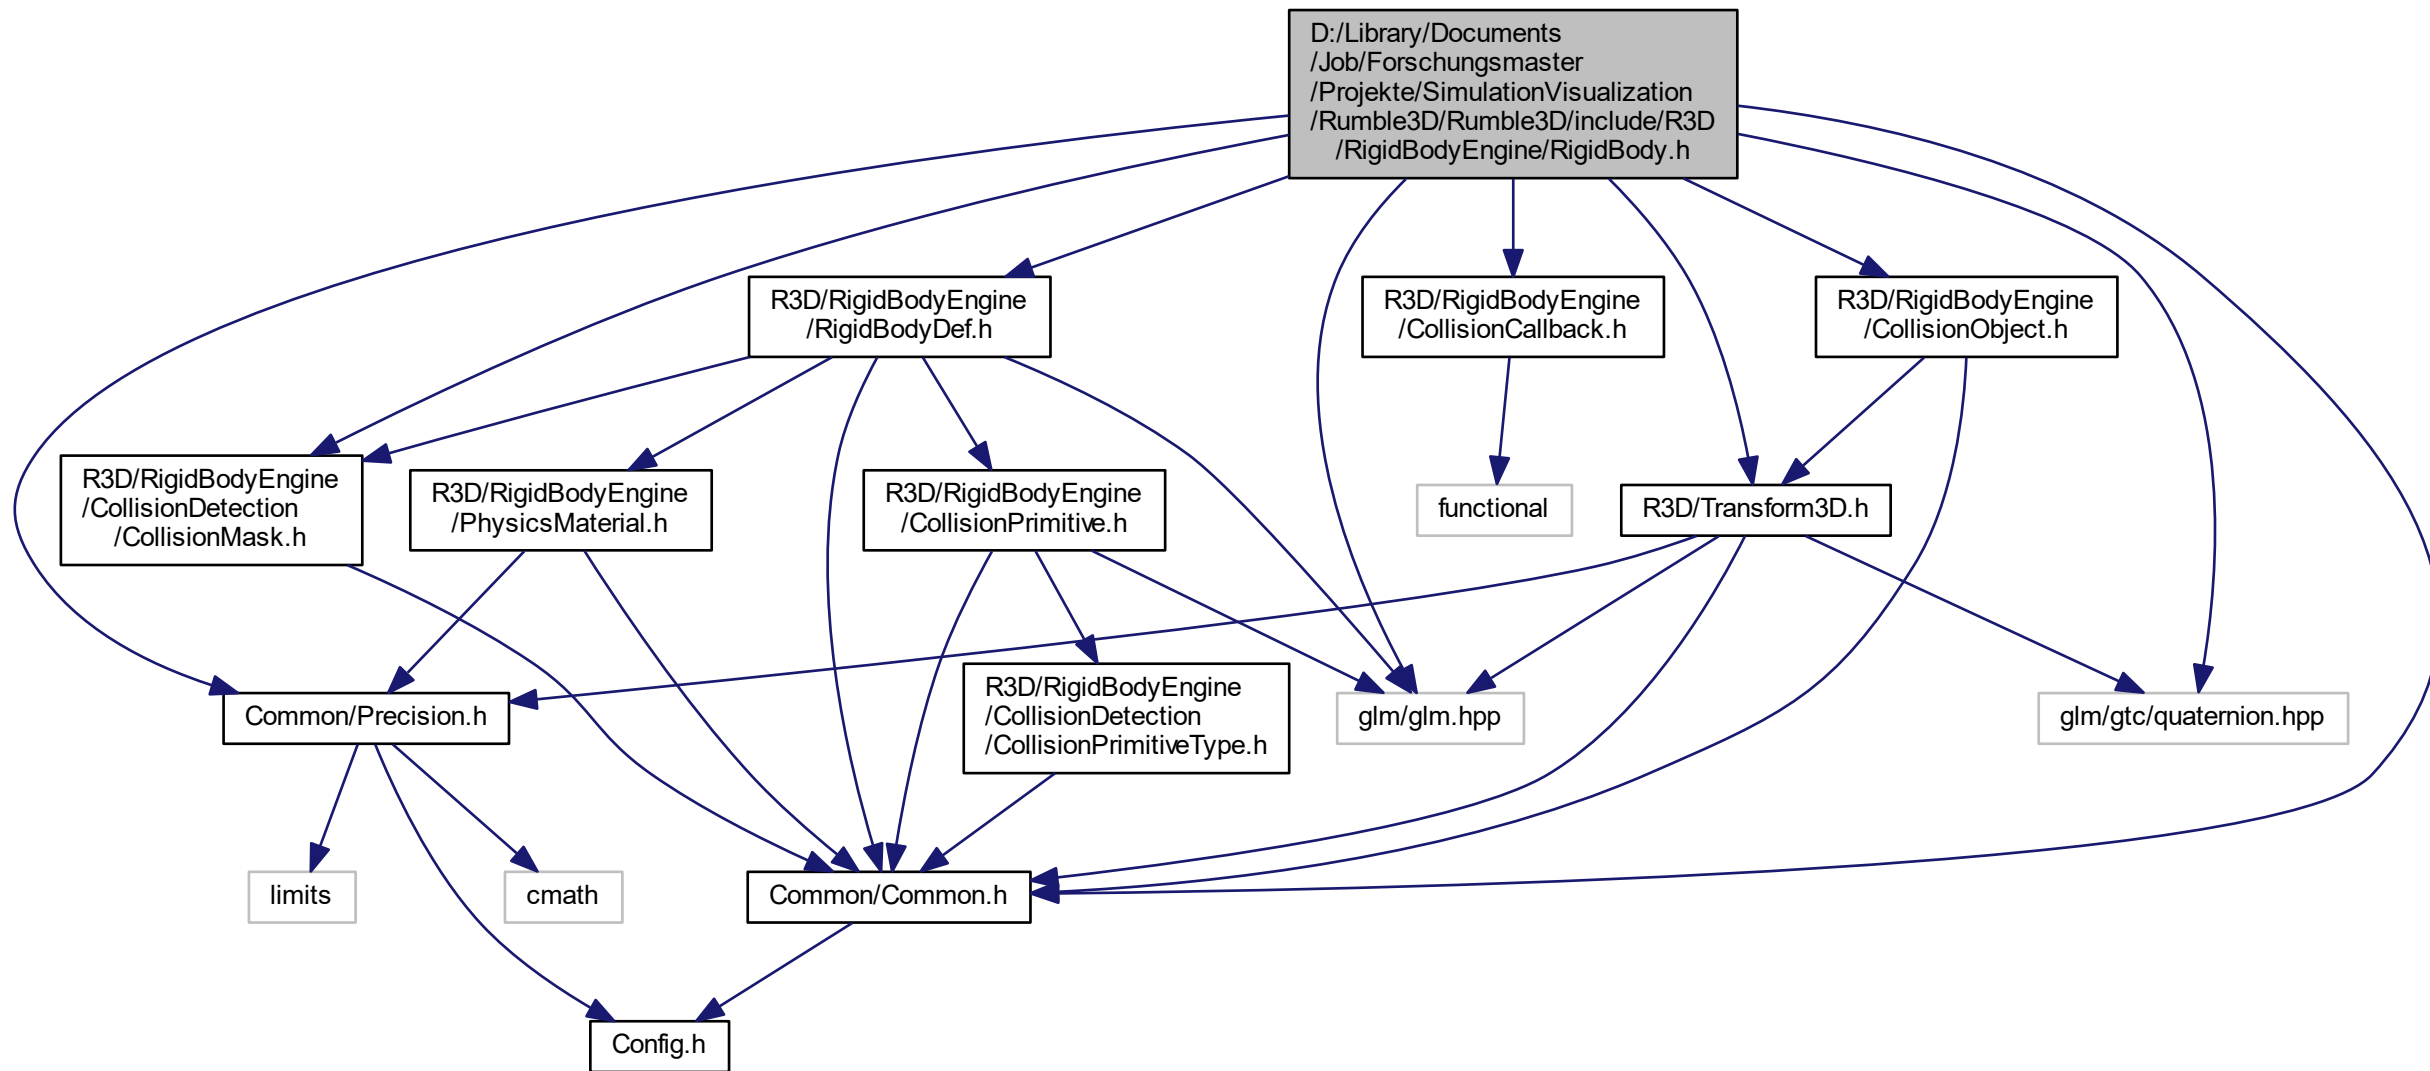 D:/Library/Documents
/Job/Forschungsmaster
/Projekte/SimulationVisualization
/Rumble3D/Rumble3D/include/R3D
/RigidBodyEngine/RigidBody.h
R3D/RigidBodyEngine
/RigidBodyDef.h
R3D/RigidBodyEngine
/CollisionCallback.h
R3D/RigidBodyEngine
/CollisionObject.h
R3D/RigidBodyEngine
/CollisionDetection
/CollisionMask.h
R3D/RigidBodyEngine
/PhysicsMaterial.h
R3D/RigidBodyEngine
/CollisionPrimitive.h
functional
R3D/Transform3D.h
Common/Precision.h
R3D/RigidBodyEngine
/CollisionDetection
/CollisionPrimitiveType.h
glm/glm.hpp
glm/gtc/quaternion.hpp
limits
cmath
Common/Common.h
Config.h